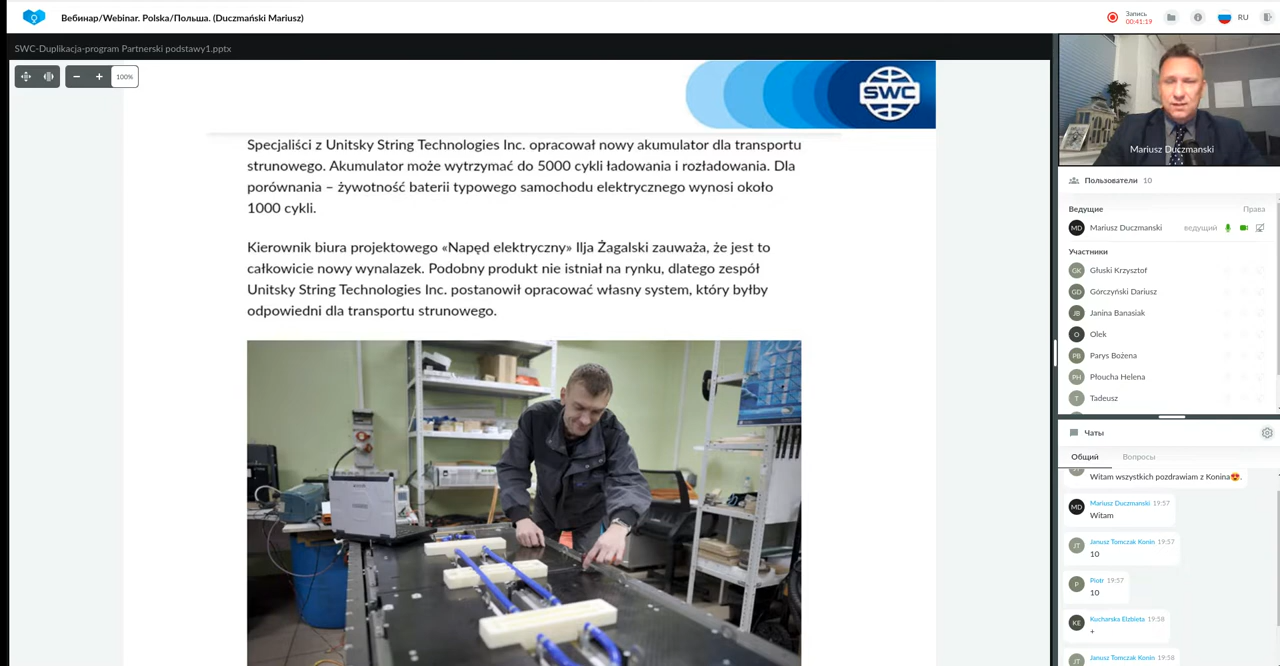 Вебинар/Webinar. Polska/Польша. (Duczmański Mariusz)
Запись
00:41:19
RU
SWC-Duplikacja-program Partnerski podstawy1.pptx
100%
SWC
Specjaliści z Unitsky String Technologies Inc. opracował nowy akumulator dla transportu
strunowego. Akumulator może wytrzymać do 5000 cykli ładowania i rozładowania. Dla
porównania – żywotność baterii typowego samochodu elektrycznego wynosi około
1000 cykli.
Kierownik biura projektowego «Napęd elektryczny» Ilja Żagalski zauważa, że jest to
całkowicie nowy wynalazek. Podobny produkt nie istniał na rynku, dlatego zespół
Unitsky String Technologies Inc. postanowił opracować własny system, który byłby
odpowiedni dla transportu strunowego.
Mariusz Duczmanski
Пользователи 10
Ведущие Права
MD Mariusz Duczmanski ведущий
Участники
GK Głuski Krzysztof
GD Górczyński Dariusz
JB Janina Banasiak
O Olek
PB Parys Bożena
PH Płoucha Helena
T Tadeusz
Чаты
Общий Вопросы
Witam wszystkich pozdrawiam z Konina😍.
MD Mariusz Duczmanski 19:57
Witam
JT Janusz Tomczak Konin 19:57
10
P Piotr 19:57
10
KE Kucharska Elzbieta 19:58
+
JT Janusz Tomczak Konin 19:58